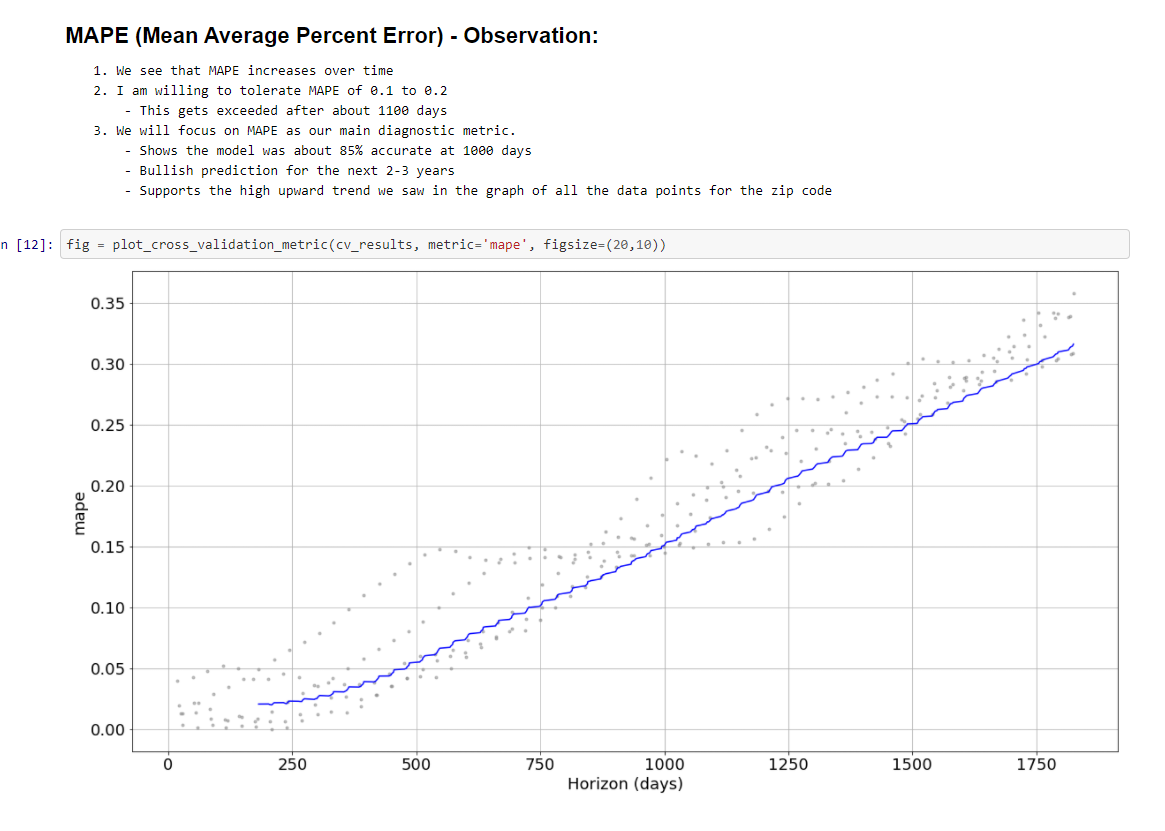 MAPE (Mean Average Percent Error) - Observation:
1. We see that MAPE increases over time
2. I am willing to tolerate MAPE of 0.1 to 0.2
- This gets exceeded after about 1100 days
3. We will focus on MAPE as our main diagnostic metric.
- Shows the model was about 85% accurate at 1000 days
- Bullish prediction for the next 2-3 years
- Supports the high upward trend we saw in the graph of all the data points for the zip code
n [12]: fig = plot_cross_validation_metric(cv_results, metric='mape', figsize=(20,10))
0.35
0.30
0.25
0.20
0.15
0.10
0.05
0.00
mape
0 250 500 750 1000 1250 1500 1750
Horizon (days)